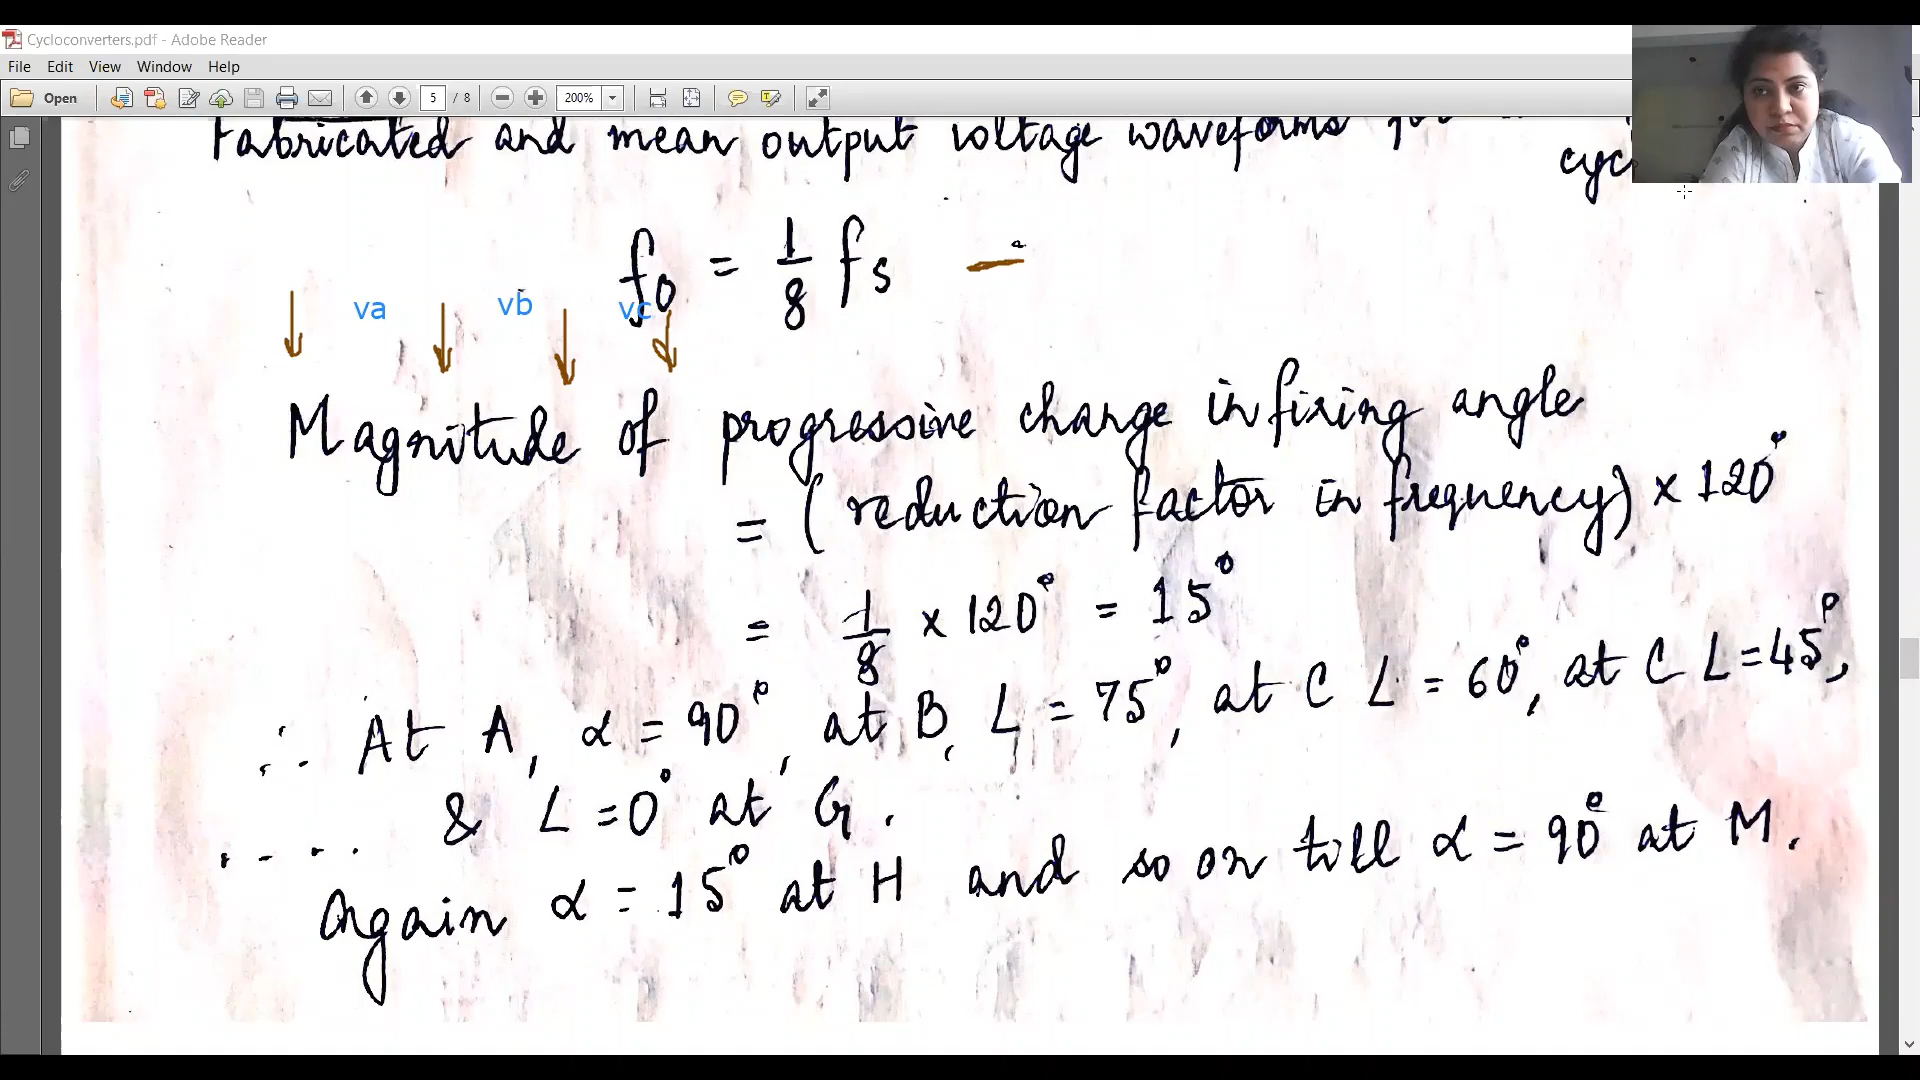 Cycloconverters.pdf - Adobe Reader
File Edit View Window Help
Open 5 / 8 200%
Fabricated and mean output voltage waveforms
cyc
fo = 1/8 fs
va vb vc
Magnitude of progressive change in firing angle
= (reduction factor in frequency) × 120°
= 1/8 × 120° = 15°
∴ At A, α = 90°, at B, L = 75°, at C L = 60°, at C L = 45°,
.... & L = 0° at G.
Again α = 15° at H and so on till α = 90° at M.